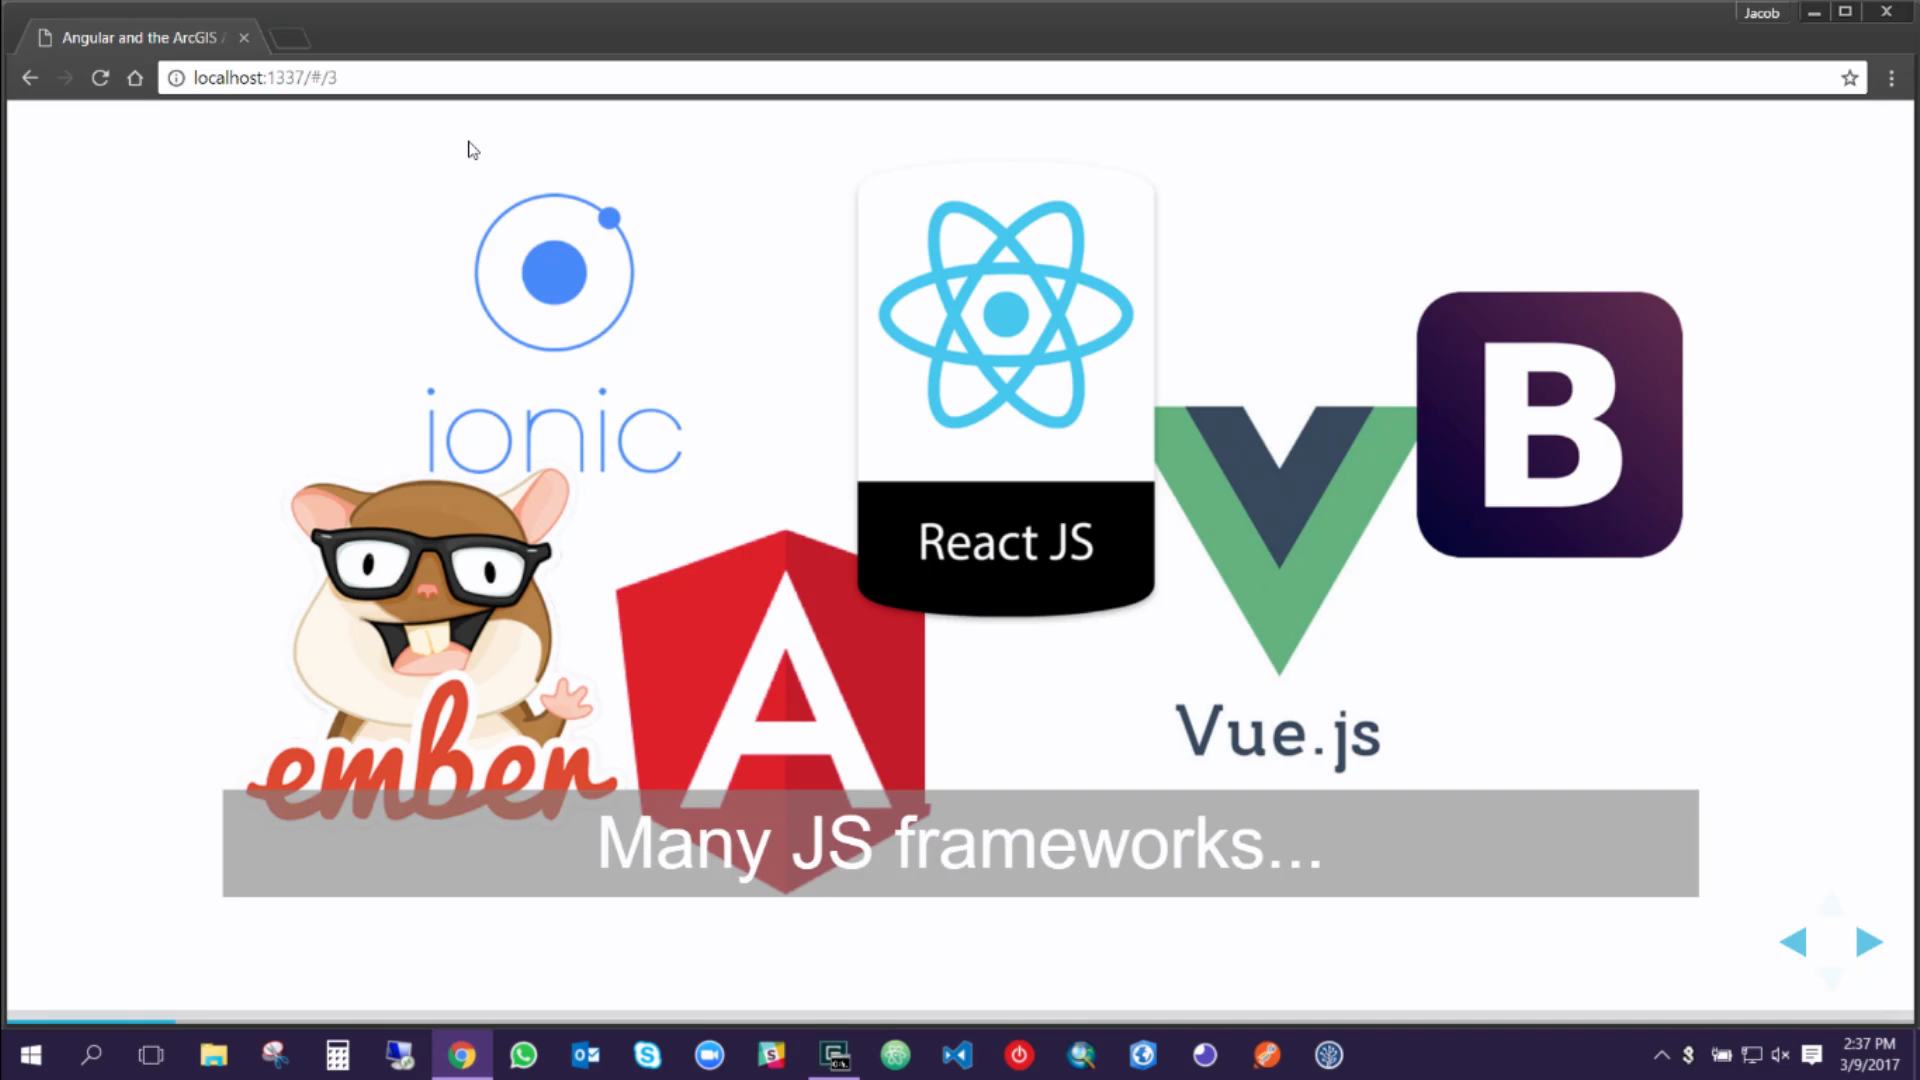 Jacob
Angular and the ArcGIS
localhost:1337/#/3
ionic
React JS
B
ember
A
Vue.js
Many JS frameworks...
2:37 PM
3/9/2017